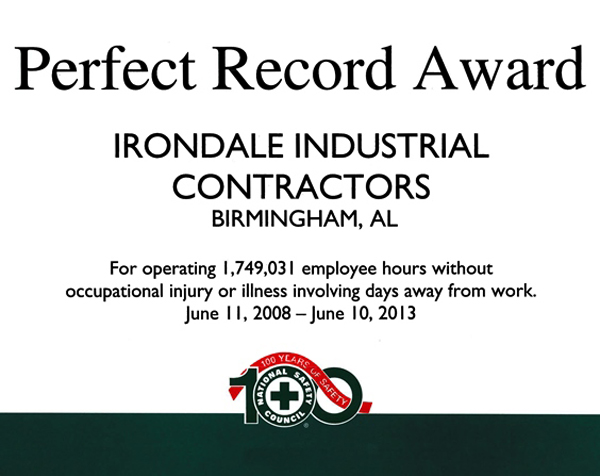 Perfect Record Award
IRONDALE INDUSTRIAL
CONTRACTORS
BIRMINGHAM, AL
For operating 1,749,031 employee hours without
occupational injury or illness involving days away from work.
June 11, 2008 – June 10, 2013
100 YEARS OF SAFETY
100
NATIONAL SAFETY
COUNCIL
®